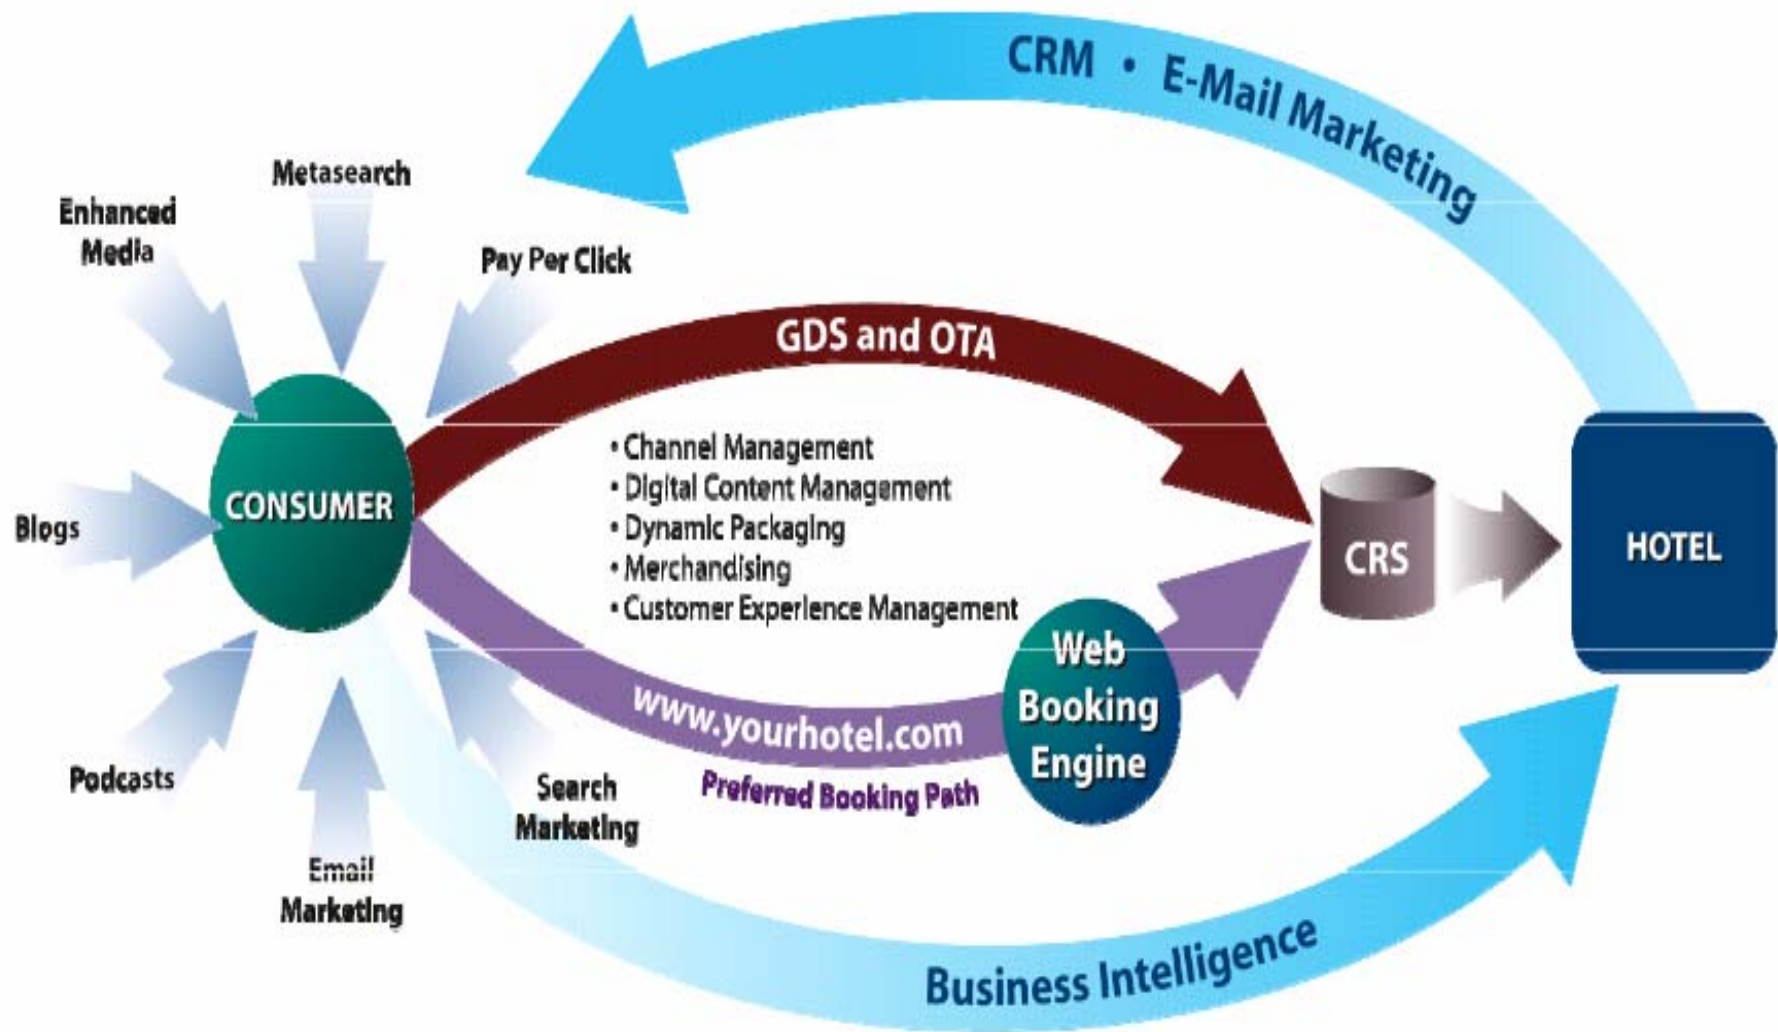 CRM • E-Mail Marketing
Metasearch
Enhanced
Media
Pay Per Click
GDS and OTA
• Channel Management
• Digital Content Management
• Dynamic Packaging
• Merchandising
• Customer Experience Management
CONSUMER
Blogs
CRS
HOTEL
Web
Booking
Engine
www.yourhotel.com
Preferred Booking Path
Podcasts
Search
Marketing
Email
Marketing
Business Intelligence